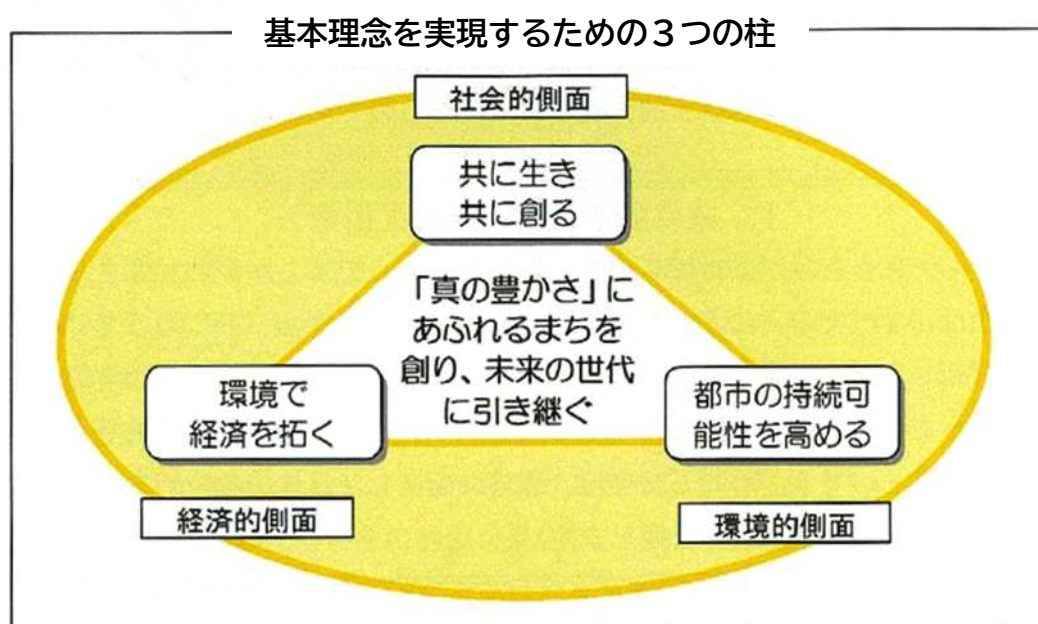 基本理念を実現するための３つの柱
社会的側面
共に生き
共に創る
「真の豊かさ」に
あふれるまちを
創り、未来の世代
に引き継ぐ
環境で
経済を拓く
都市の持続可
能性を高める
経済的側面
環境的側面